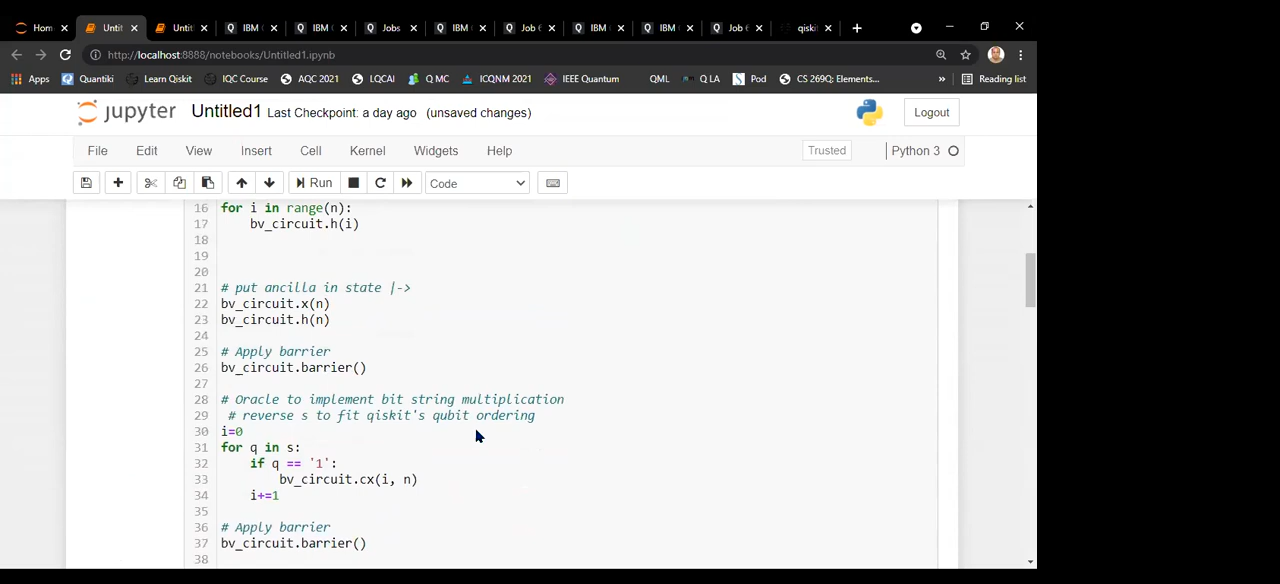 Hom
Untit
Untit
IBM (
IBM (
Jobs
IBM (
Job 6
IBM (
IBM (
Job 6
qiski
http://localhost:8888/notebooks/Untitled1.ipynb
Apps
Quantiki
Learn Qiskit
IQC Course
AQC 2021
LQCAI
Q MC
ICQNM 2021
IEEE Quantum
QML
Q LA
Pod
CS 269Q: Elements...
»
Reading list
jupyter Untitled1 Last Checkpoint: a day ago (unsaved changes)
Logout
File Edit View Insert Cell Kernel Widgets Help
Trusted
Python 3
Run
Code
16 for i in range(n):
17     bv_circuit.h(i)
18
19
20
21 # put ancilla in state |->
22 bv_circuit.x(n)
23 bv_circuit.h(n)
24
25 # Apply barrier
26 bv_circuit.barrier()
27
28 # Oracle to implement bit string multiplication
29  # reverse s to fit qiskit's qubit ordering
30 i=0
31 for q in s:
32     if q == '1':
33         bv_circuit.cx(i, n)
34     i+=1
35
36 # Apply barrier
37 bv_circuit.barrier()
38